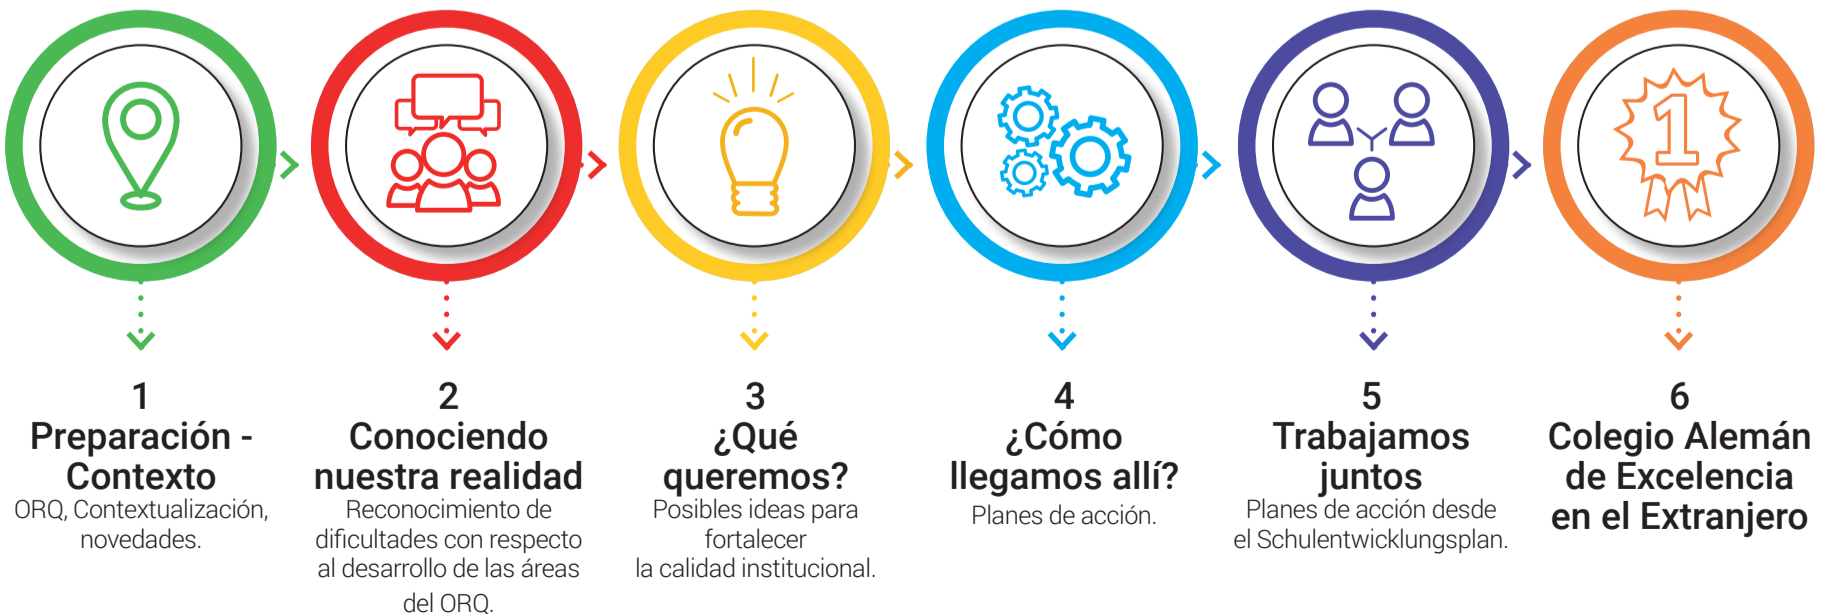 1
1
Preparación -
Contexto
ORQ, Contextualización,
novedades.
2
Conociendo
nuestra realidad
Reconocimiento de
dificultades con respecto
al desarrollo de las áreas
del ORQ.
3
¿Qué
queremos?
Posibles ideas para
fortalecer
la calidad institucional.
4
¿Cómo
llegamos allí?
Planes de acción.
5
Trabajamos
juntos
Planes de acción desde
el Schulentwicklungsplan.
6
Colegio Alemán
de Excelencia
en el Extranjero